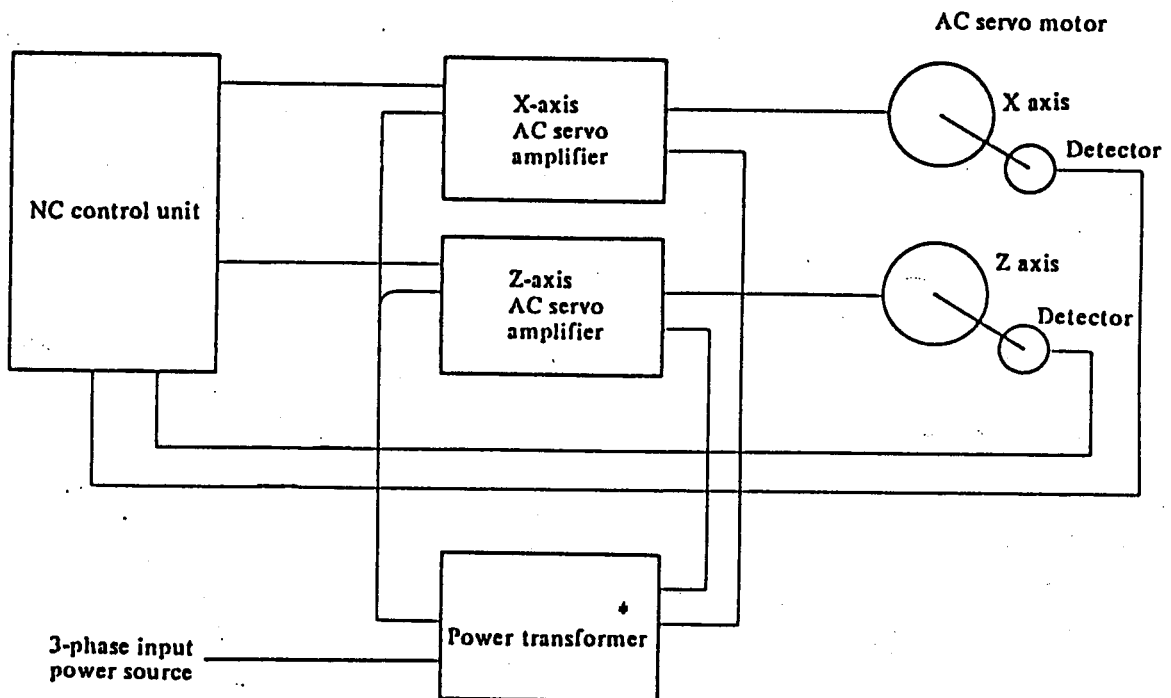 AC servo motor
X-axis
AC servo
amplifier
X axis
Detector
NC control unit
Z-axis
AC servo
amplifier
Z axis
Detector
Power transformer
3-phase input
power source